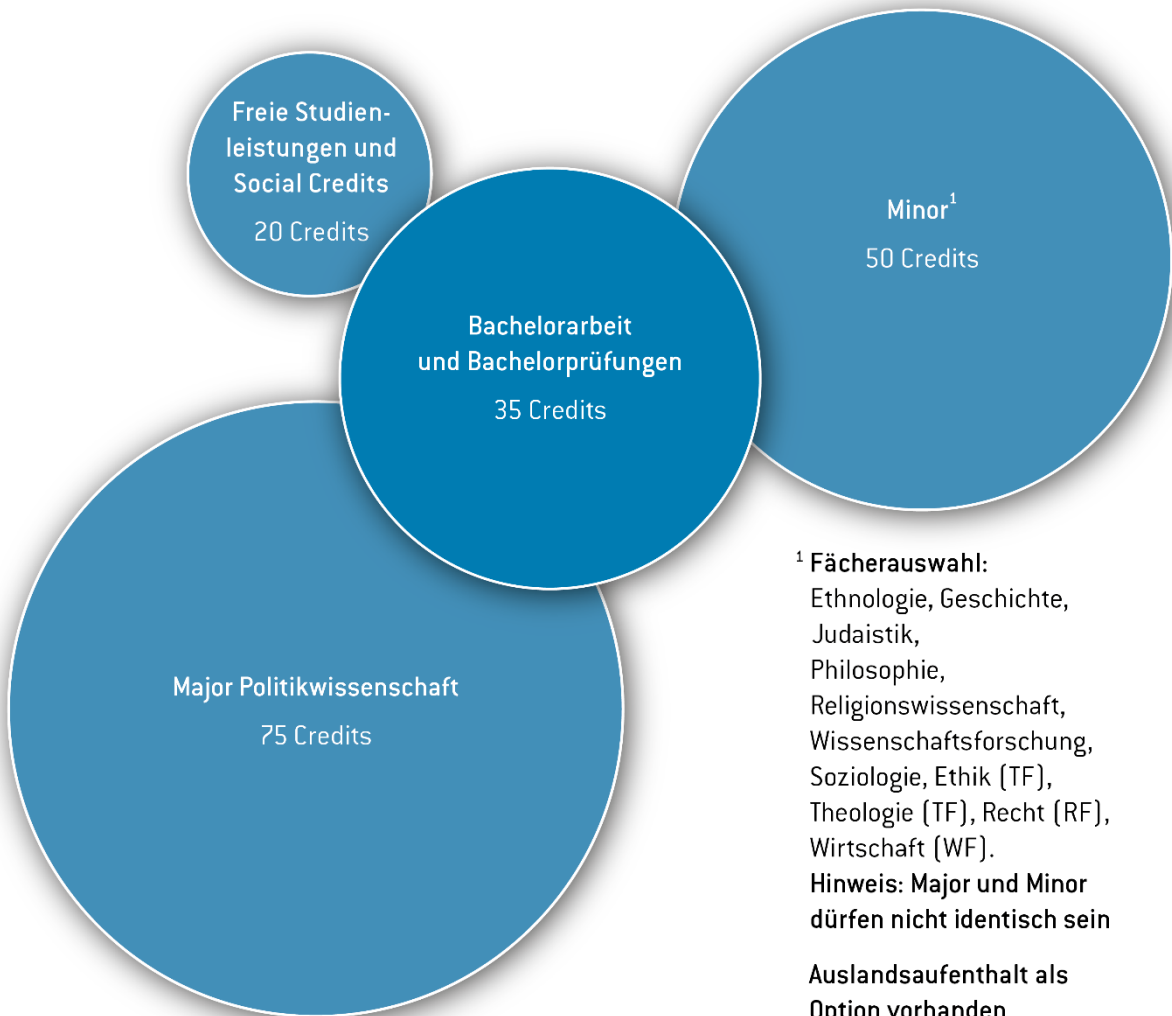 Freie Studien-
leistungen und
Social Credits
20 Credits
Minor¹
50 Credits
Bachelorarbeit
und Bachelorprüfungen
35 Credits
Major Politikwissenschaft
75 Credits
¹ Fächerauswahl:
Ethnologie, Geschichte,
Judaistik,
Philosophie,
Religionswissenschaft,
Wissenschaftsforschung,
Soziologie, Ethik (TF),
Theologie (TF), Recht (RF),
Wirtschaft (WF).
Hinweis: Major und Minor
dürfen nicht identisch sein
Auslandsaufenthalt als
Option vorhanden